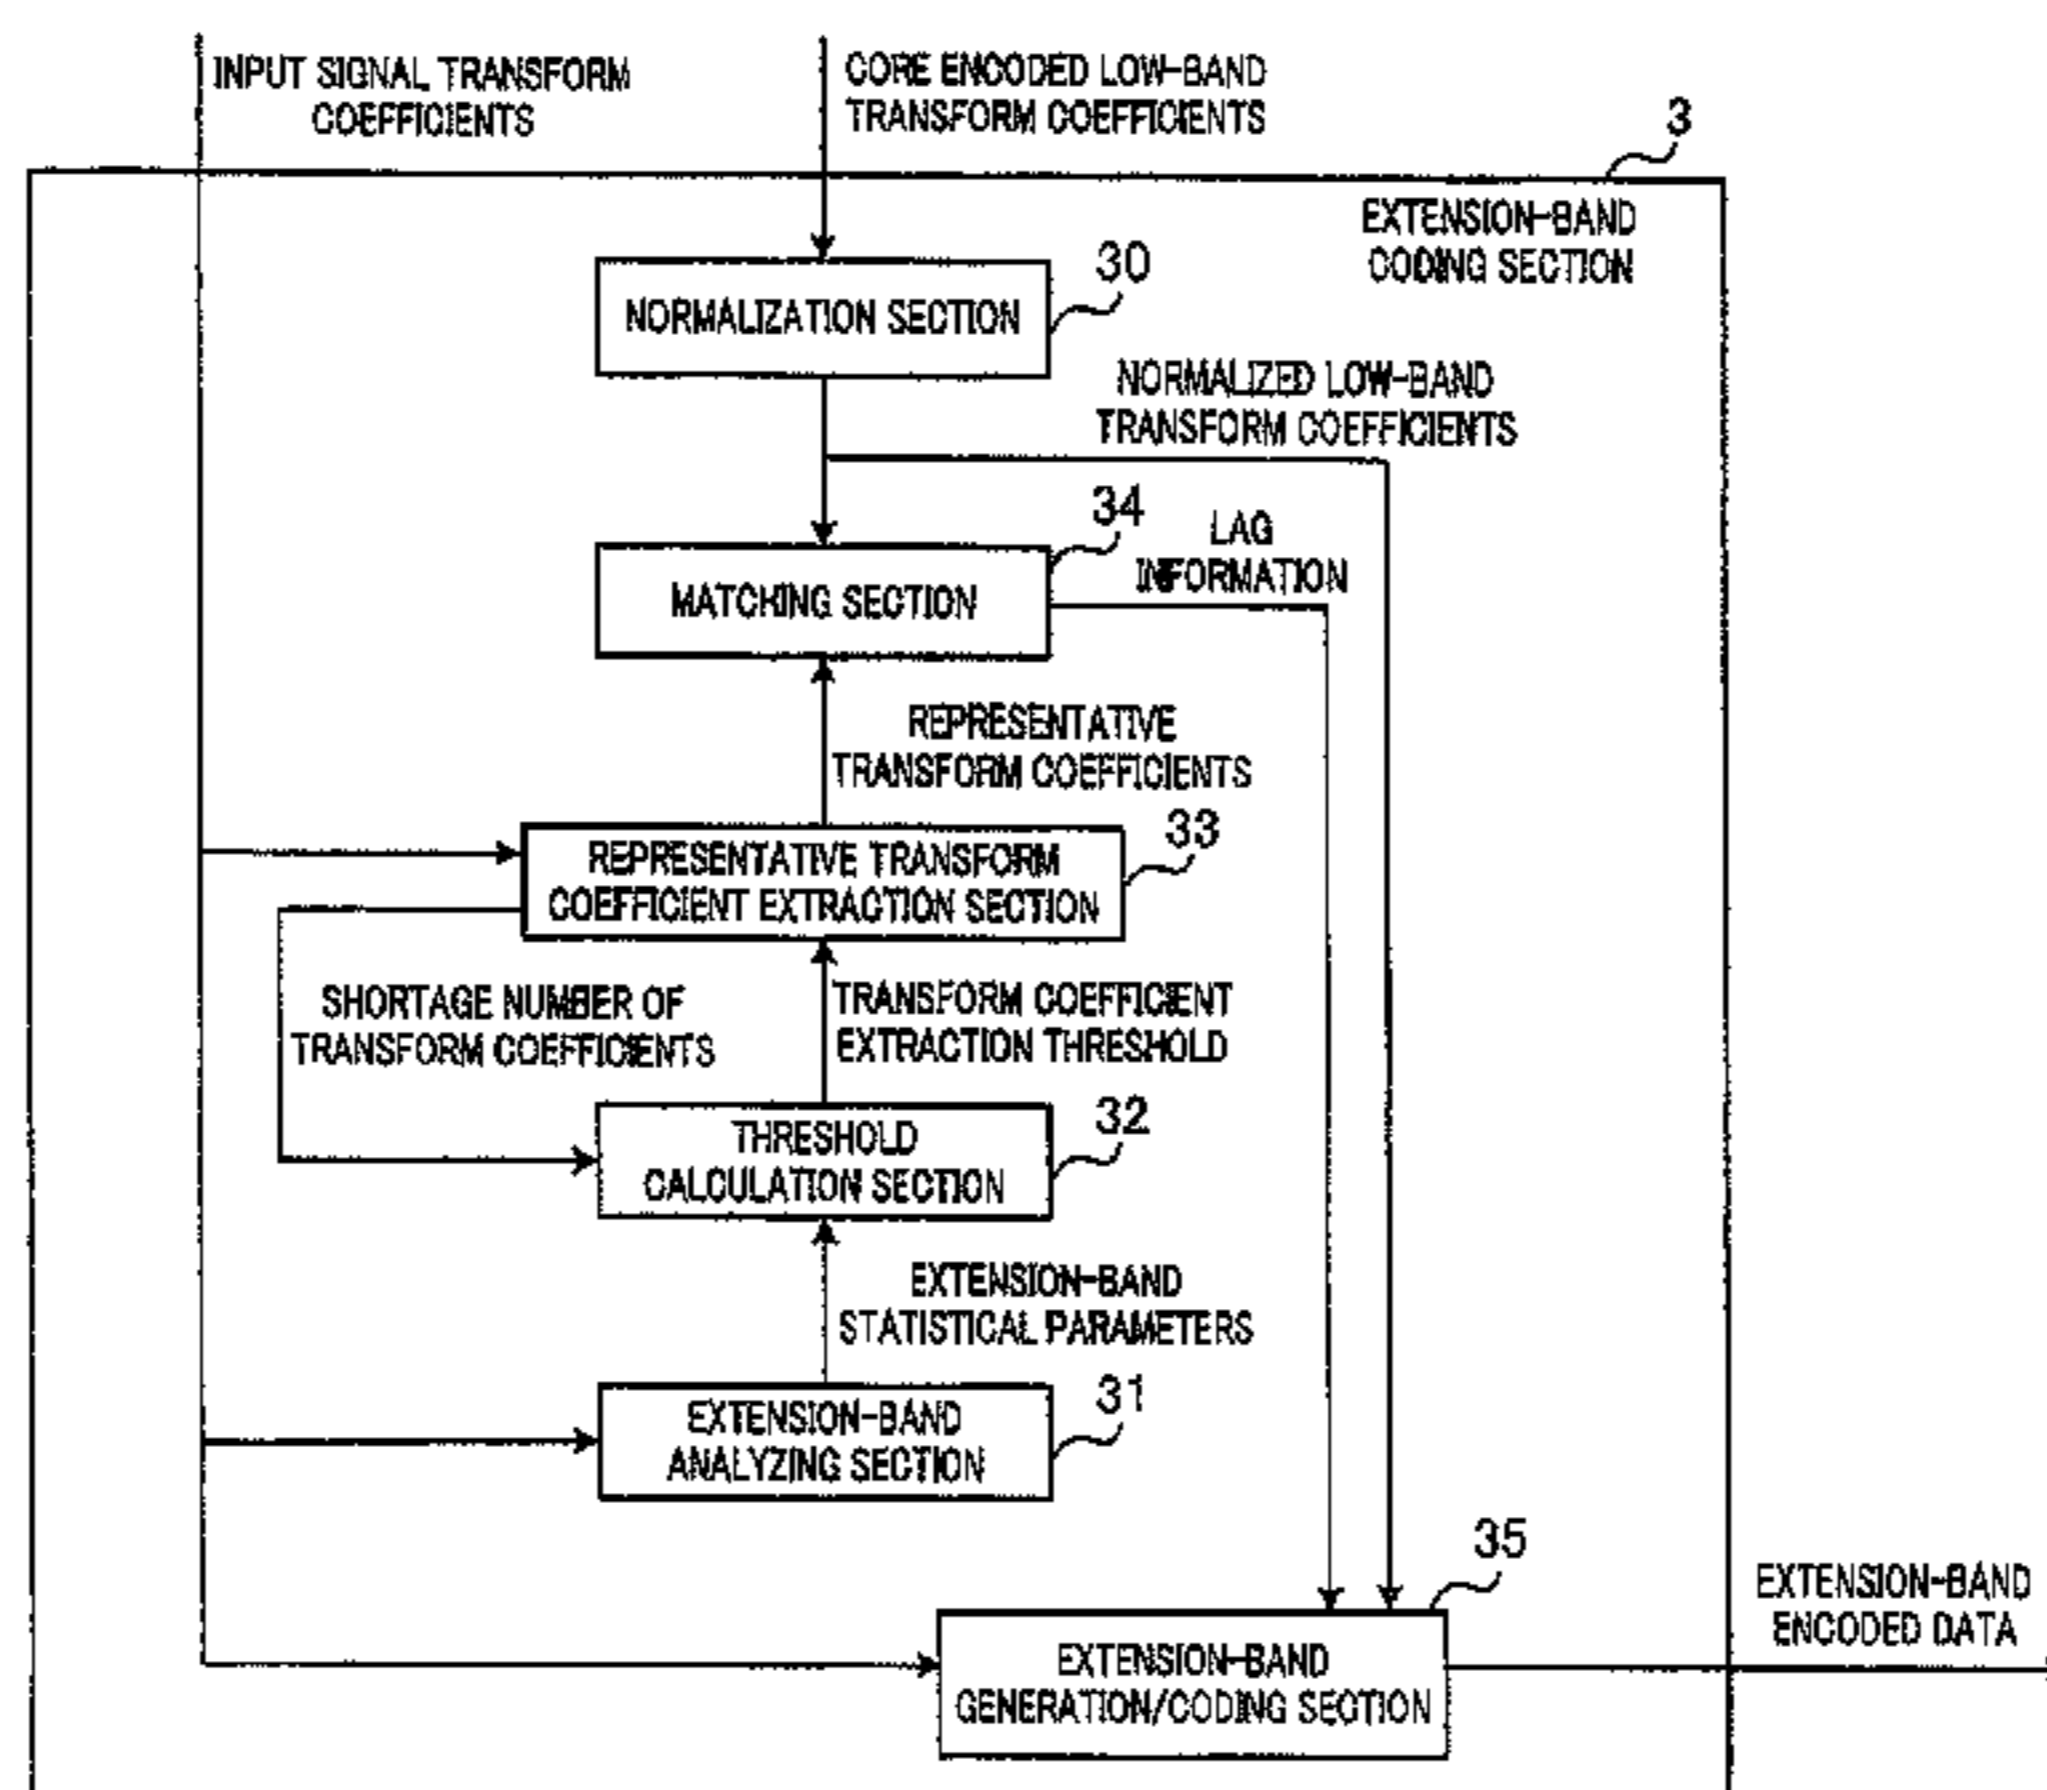 INPUT SIGNAL TRANSFORM
COEFFICIENTS
CORE ENCODED LOW-BAND
TRANSFORM COEFFICIENTS
3
EXTENSION-BAND
CODING SECTION
30
NORMALIZATION SECTION
NORMALIZED LOW-BAND
TRANSFORM COEFFICIENTS
34
LAG
INFORMATION
MATCHING SECTION
REPRESENTATIVE
TRANSFORM COEFFICIENTS
33
REPRESENTATIVE TRANSFORM
COEFFICIENT EXTRACTION SECTION
SHORTAGE NUMBER OF
TRANSFORM COEFFICIENTS
TRANSFORM COEFFICIENT
EXTRACTION THRESHOLD
32
THRESHOLD
CALCULATION SECTION
EXTENSION-BAND
STATISTICAL PARAMETERS
31
EXTENSION-BAND
ANALYZING SECTION
35
EXTENSION-BAND
GENERATION/CODING SECTION
EXTENSION-BAND
ENCODED DATA